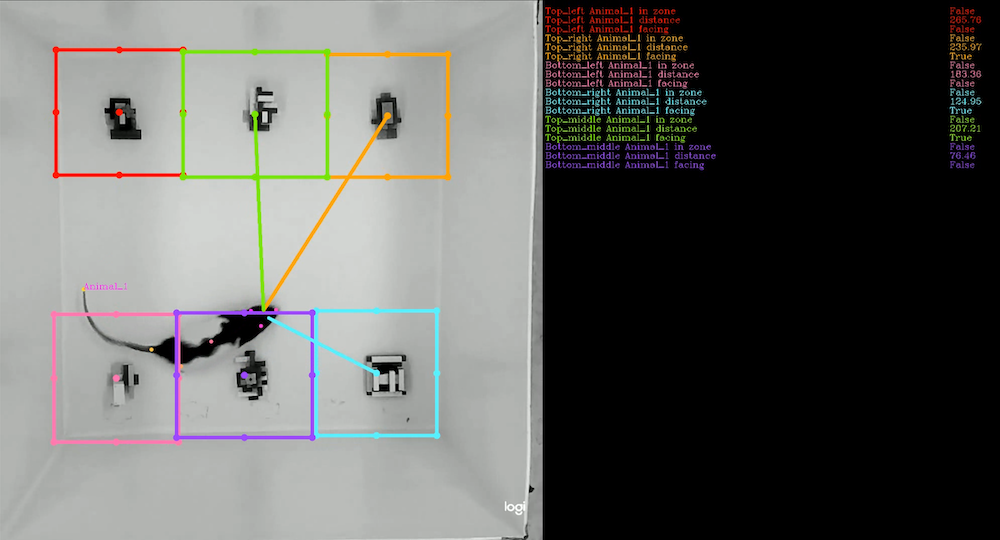 Top_left Animal_1 in zone False
Top_left Animal_1 distance 265.76
Top_left Animal_1 facing False
Top_right Animal_1 in zone False
Top_right Animal_1 distance 235.97
Top_right Animal_1 facing True
Bottom_left Animal_1 in zone False
Bottom_left Animal_1 distance 183.36
Bottom_left Animal_1 facing False
Bottom_right Animal_1 in zone False
Bottom_right Animal_1 distance 124.95
Bottom_right Animal_1 facing True
Top_middle Animal_1 in zone False
Top_middle Animal_1 distance 207.21
Top_middle Animal_1 facing True
Bottom_middle Animal_1 in zone False
Bottom_middle Animal_1 distance 76.46
Bottom_middle Animal_1 facing False
Animal_1
logi